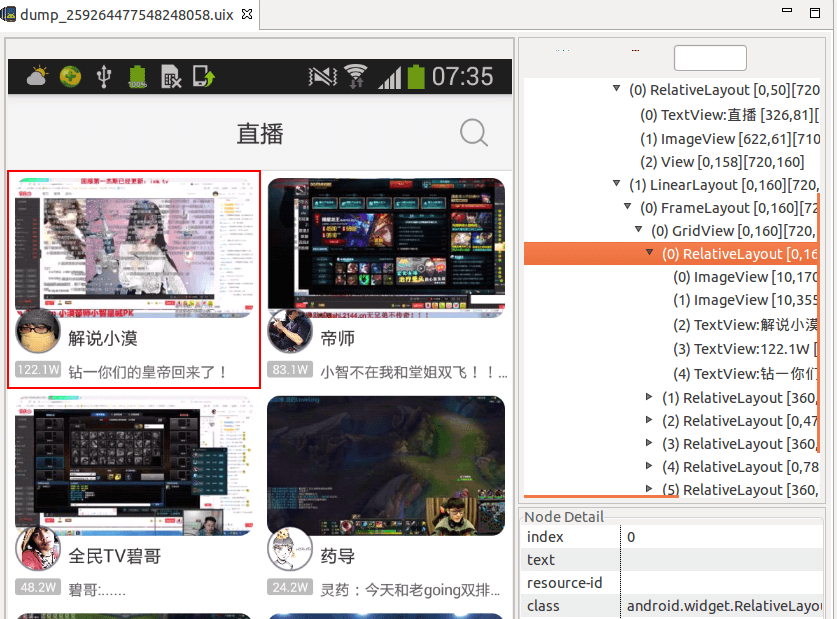 dump_259264477548248058.uix
100%
07:35
直播
解说小漠
122.1W
钻一你们的皇帝回来了！
帝师
83.1W
小智不在我和堂姐双飞！！...
全民TV碧哥
48.2W
碧哥:......
药导
24.2W
灵药：今天和老going双排...
(0) RelativeLayout [0,50][720
(0) TextView:直播 [326,81][
(1) ImageView [622,61][710
(2) View [0,158][720,160]
(1) LinearLayout [0,160][720,
(0) FrameLayout [0,160][72
(0) GridView [0,160][720,
(0) RelativeLayout [0,16
(0) ImageView [10,170
(1) ImageView [10,355
(2) TextView:解说小漠
(3) TextView:122.1W [
(4) TextView:钻一你们
(1) RelativeLayout [360,
(2) RelativeLayout [0,47
(3) RelativeLayout [360,
(4) RelativeLayout [0,78
(5) RelativeLayout [360,
Node Detail
index 0
text
resource-id
class android.widget.RelativeLayou